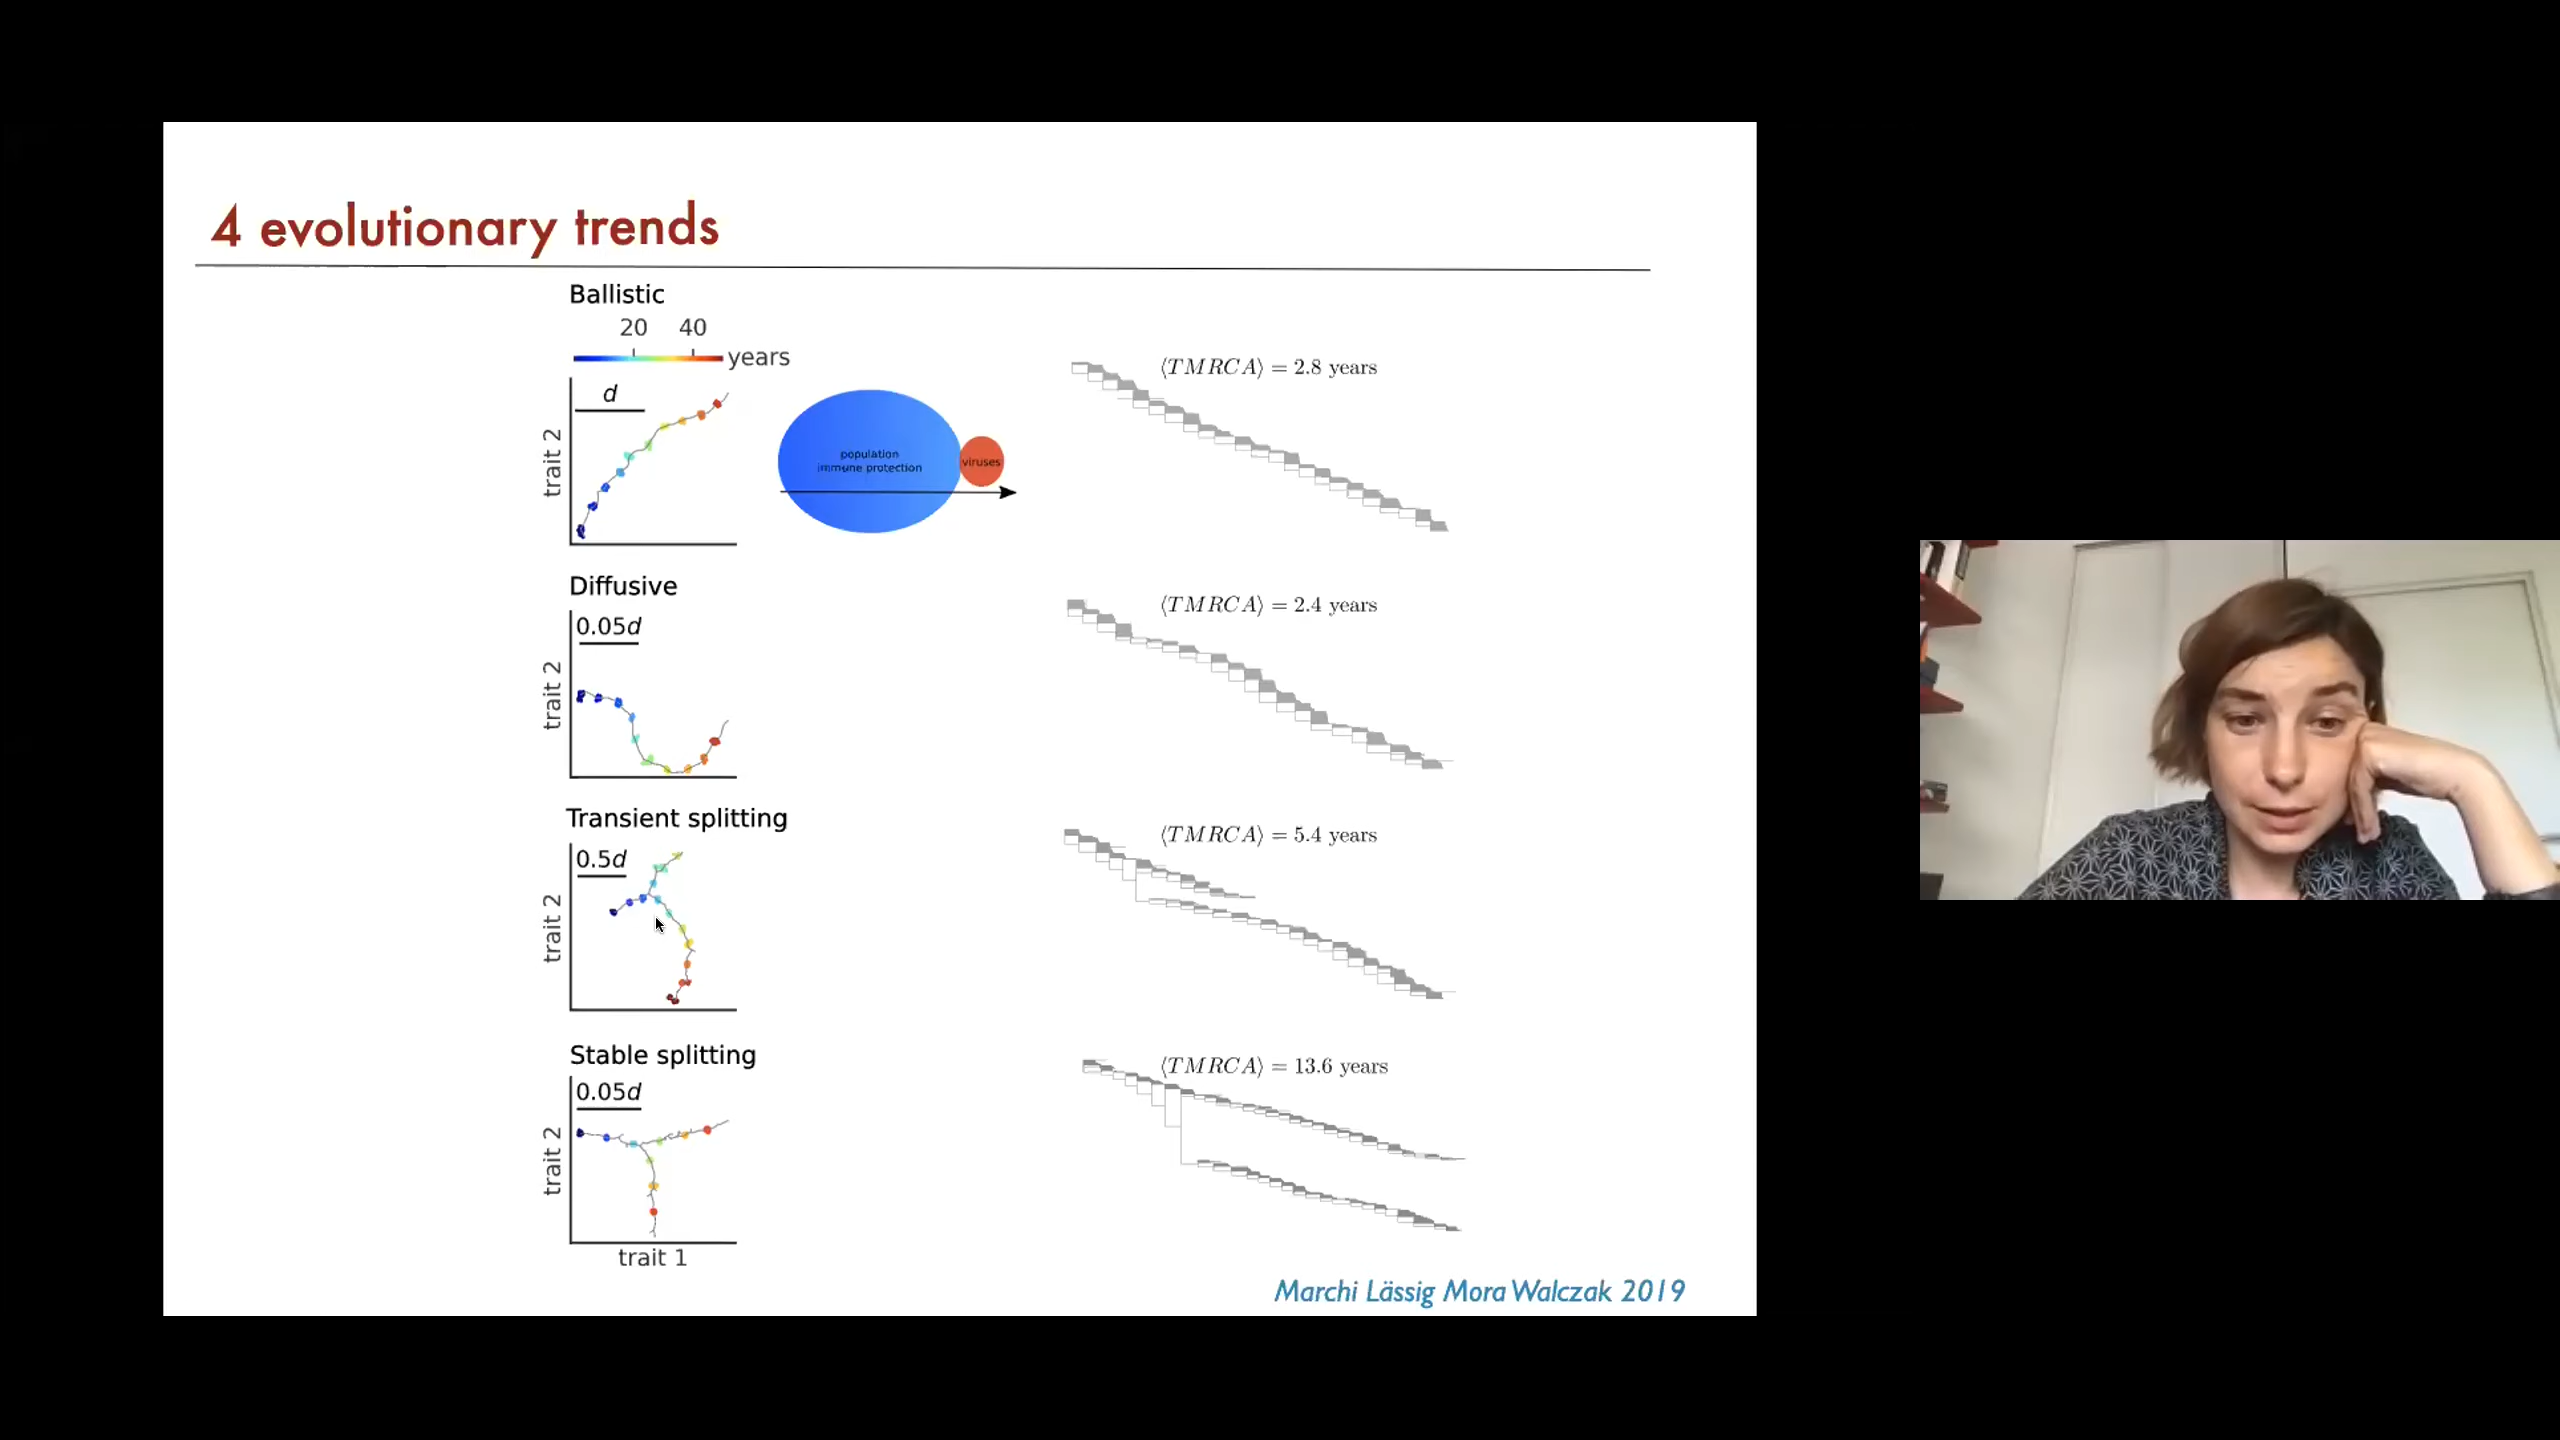 4 evolutionary trends
Ballistic
20 40
years
d
trait 2
population
immune protection
viruses
⟨TMRCA⟩ = 2.8 years
Diffusive
0.05d
trait 2
⟨TMRCA⟩ = 2.4 years
Transient splitting
0.5d
trait 2
⟨TMRCA⟩ = 5.4 years
Stable splitting
0.05d
trait 2
⟨TMRCA⟩ = 13.6 years
trait 1
Marchi Lässig Mora Walczak 2019